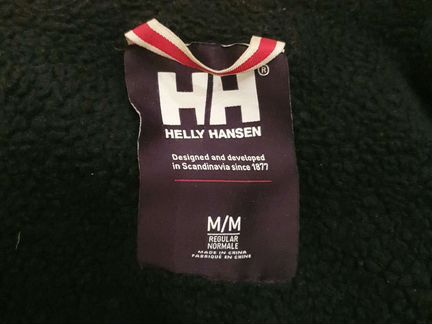 HH®
HELLY HANSEN
Designed and developed
in Scandinavia since 1877
M/M
REGULAR
NORMALE
MADE IN CHINA
FABRIQUÉ EN CHINE